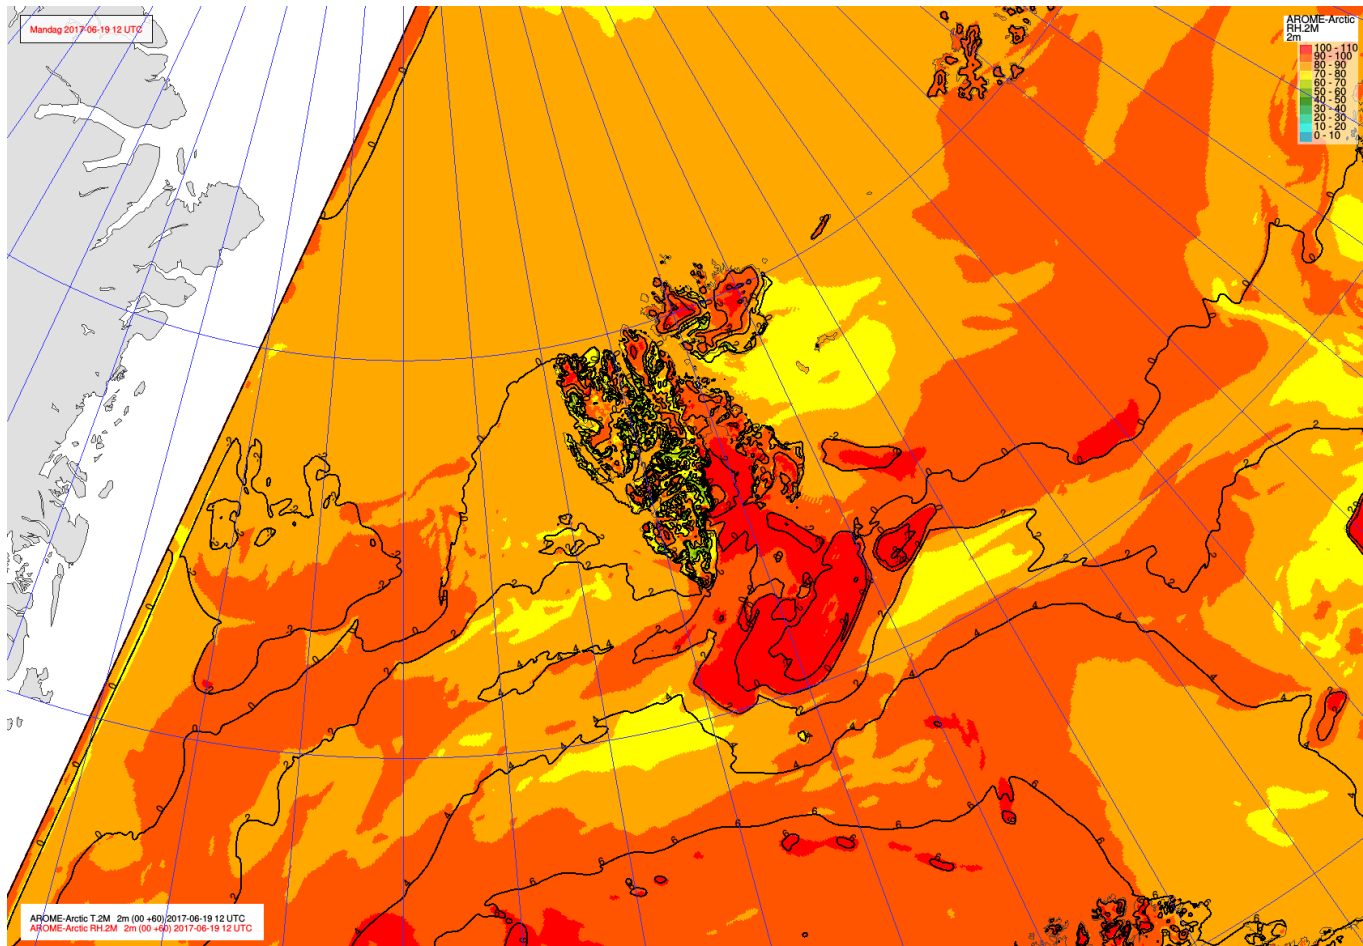 Mandag 2017-06-19 12 UTC
AROME-Arctic
RH.2M
2m
100 - 110
90 - 100
80 - 90
70 - 80
60 - 70
50 - 60
40 - 50
30 - 40
20 - 30
10 - 20
0 - 10
AROME-Arctic T.2M 2m (00 +60) 2017-06-19 12 UTC
AROME-Arctic RH.2M 2m (00 +60) 2017-06-19 12 UTC